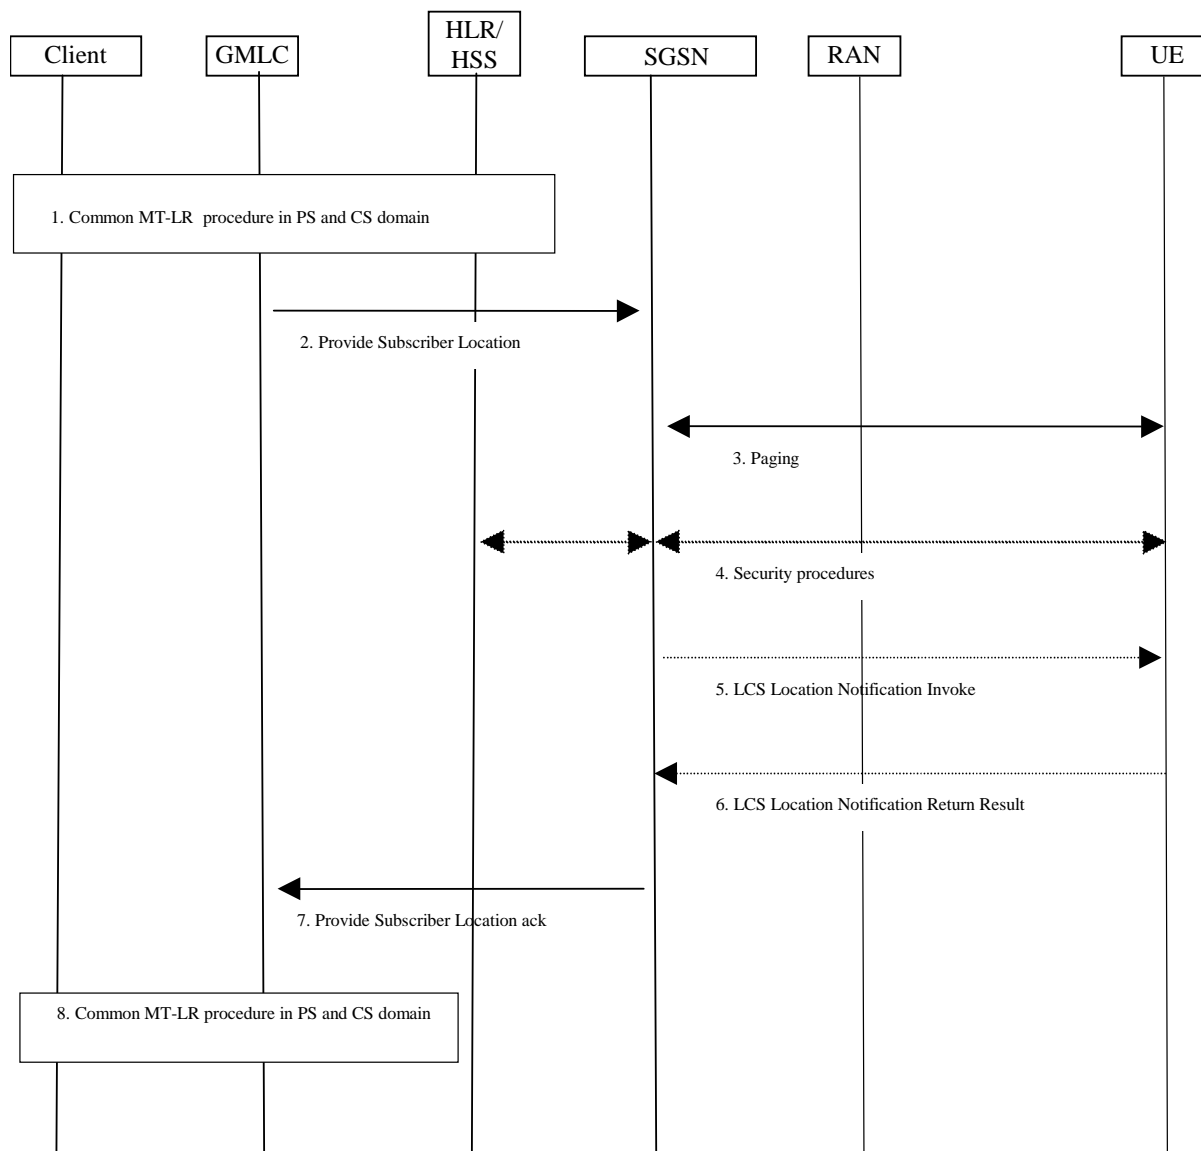 Client
GMLC
HLR/
HSS
SGSN
RAN
UE
1. Common MT-LR procedure in PS and CS domain
2. Provide Subscriber Location
3. Paging
4. Security procedures
5. LCS Location Notification Invoke
6. LCS Location Notification Return Result
7. Provide Subscriber Location ack
8. Common MT-LR procedure in PS and CS domain